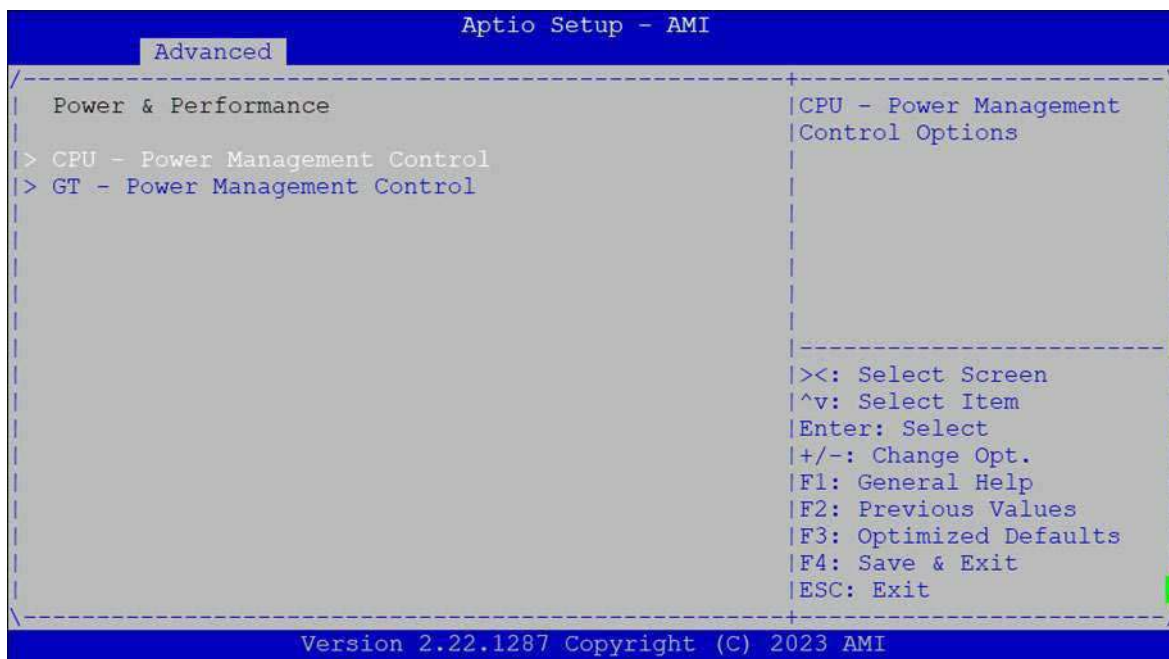 Aptio Setup - AMI
Advanced
Power & Performance
> CPU - Power Management Control
> GT - Power Management Control
CPU - Power Management
Control Options
><: Select Screen
^v: Select Item
Enter: Select
+/-: Change Opt.
F1: General Help
F2: Previous Values
F3: Optimized Defaults
F4: Save & Exit
ESC: Exit
Version 2.22.1287 Copyright (C) 2023 AMI